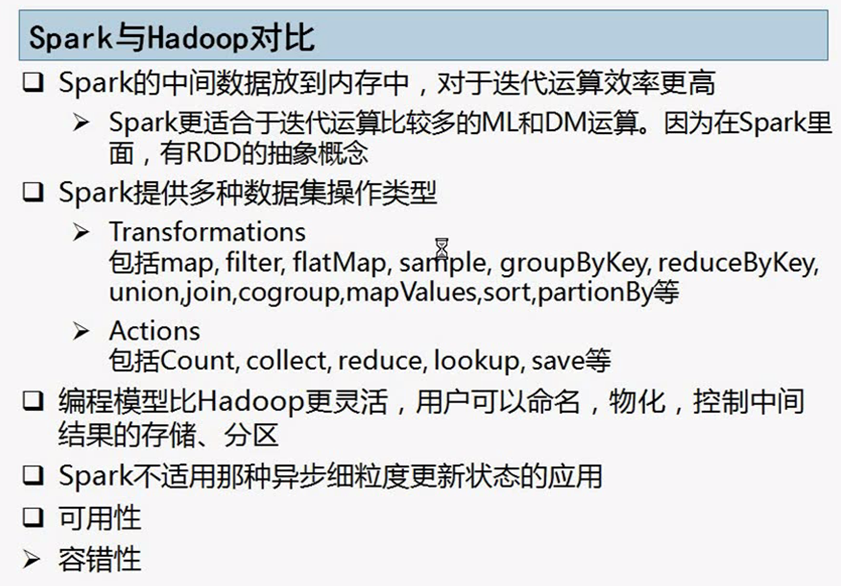 Spark与Hadoop对比
Spark的中间数据放到内存中，对于迭代运算效率更高
Spark更适合于迭代运算比较多的ML和DM运算。因为在Spark里
面，有RDD的抽象概念
Spark提供多种数据集操作类型
Transformations
包括map, filter, flatMap, sample, groupByKey, reduceByKey,
union,join,cogroup,mapValues,sort,partionBy等
Actions
包括Count, collect, reduce, lookup, save等
编程模型比Hadoop更灵活，用户可以命名，物化，控制中间
结果的存储、分区
Spark不适用那种异步细粒度更新状态的应用
可用性
容错性